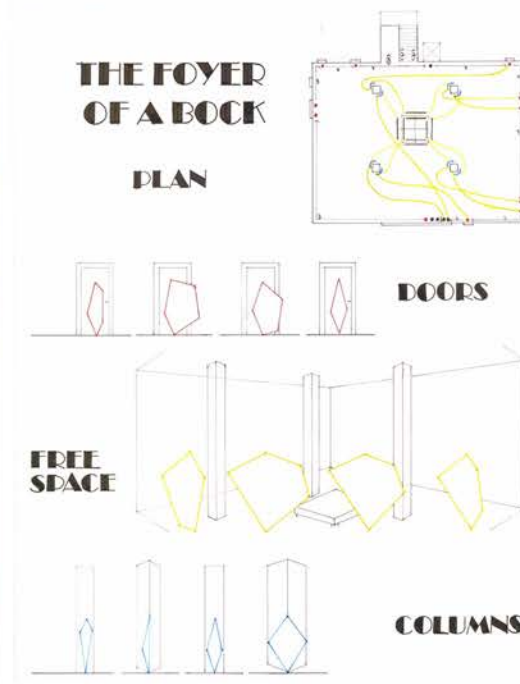 THE FOYER
OF A BOCK
PLAN
DOORS
FREE
SPACE
COLUMNS